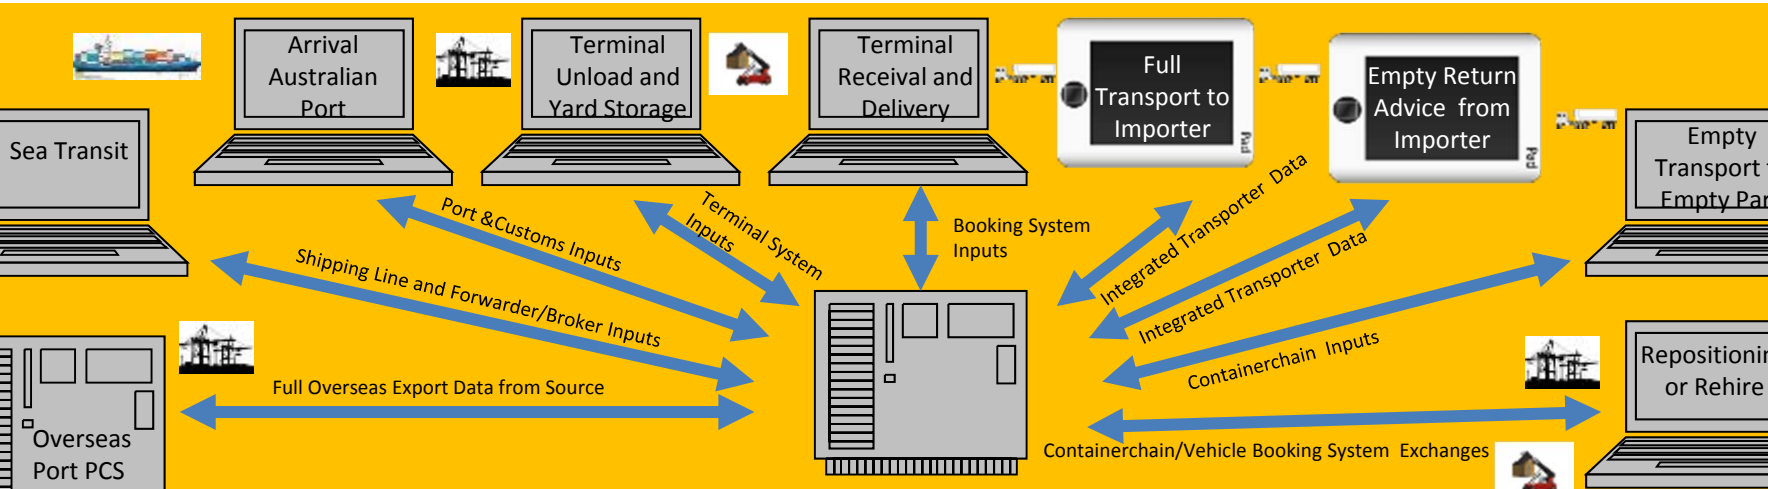 Arrival
Australian
Port
Terminal
Unload and
Yard Storage
Terminal
Receival and
Delivery
Full
Transport to
Importer
Pad
Empty Return
Advice from
Importer
Pad
Sea Transit
Empty
Transport
Empty
Port &Customs Inputs
Terminal System
Inputs
Booking System
Inputs
Integrated Transporter Data
Integrated Transporter Data
Shipping Line and Forwarder/Broker Inputs
Containerchain Inputs
Full Overseas Export Data from Source
Overseas
Port PCS
Containerchain/Vehicle Booking System Exchanges
or Rehire